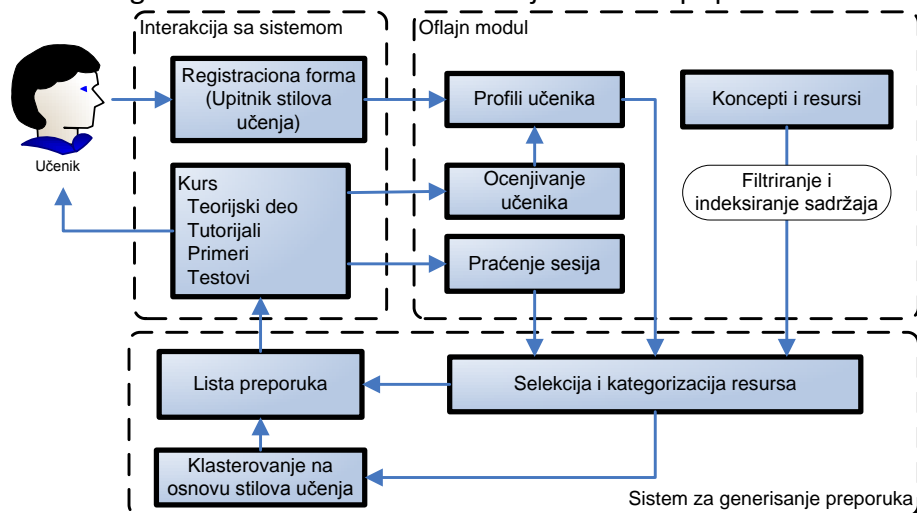 Interakcija sa sistemom
Oflajn modul
Registraciona forma
(Upitnik stilova
učenja)
Profili učenika
Koncepti i resursi
Učenik
Kurs
Teorijski deo
Tutorijali
Primeri
Testovi
Ocenjivanje
učenika
Filtriranje i
indeksiranje sadržaja
Praćenje sesija
Lista preporuka
Selekcija i kategorizacija resursa
Klasterovanje na
osnovu stilova učenja
Sistem za generisanje preporuka